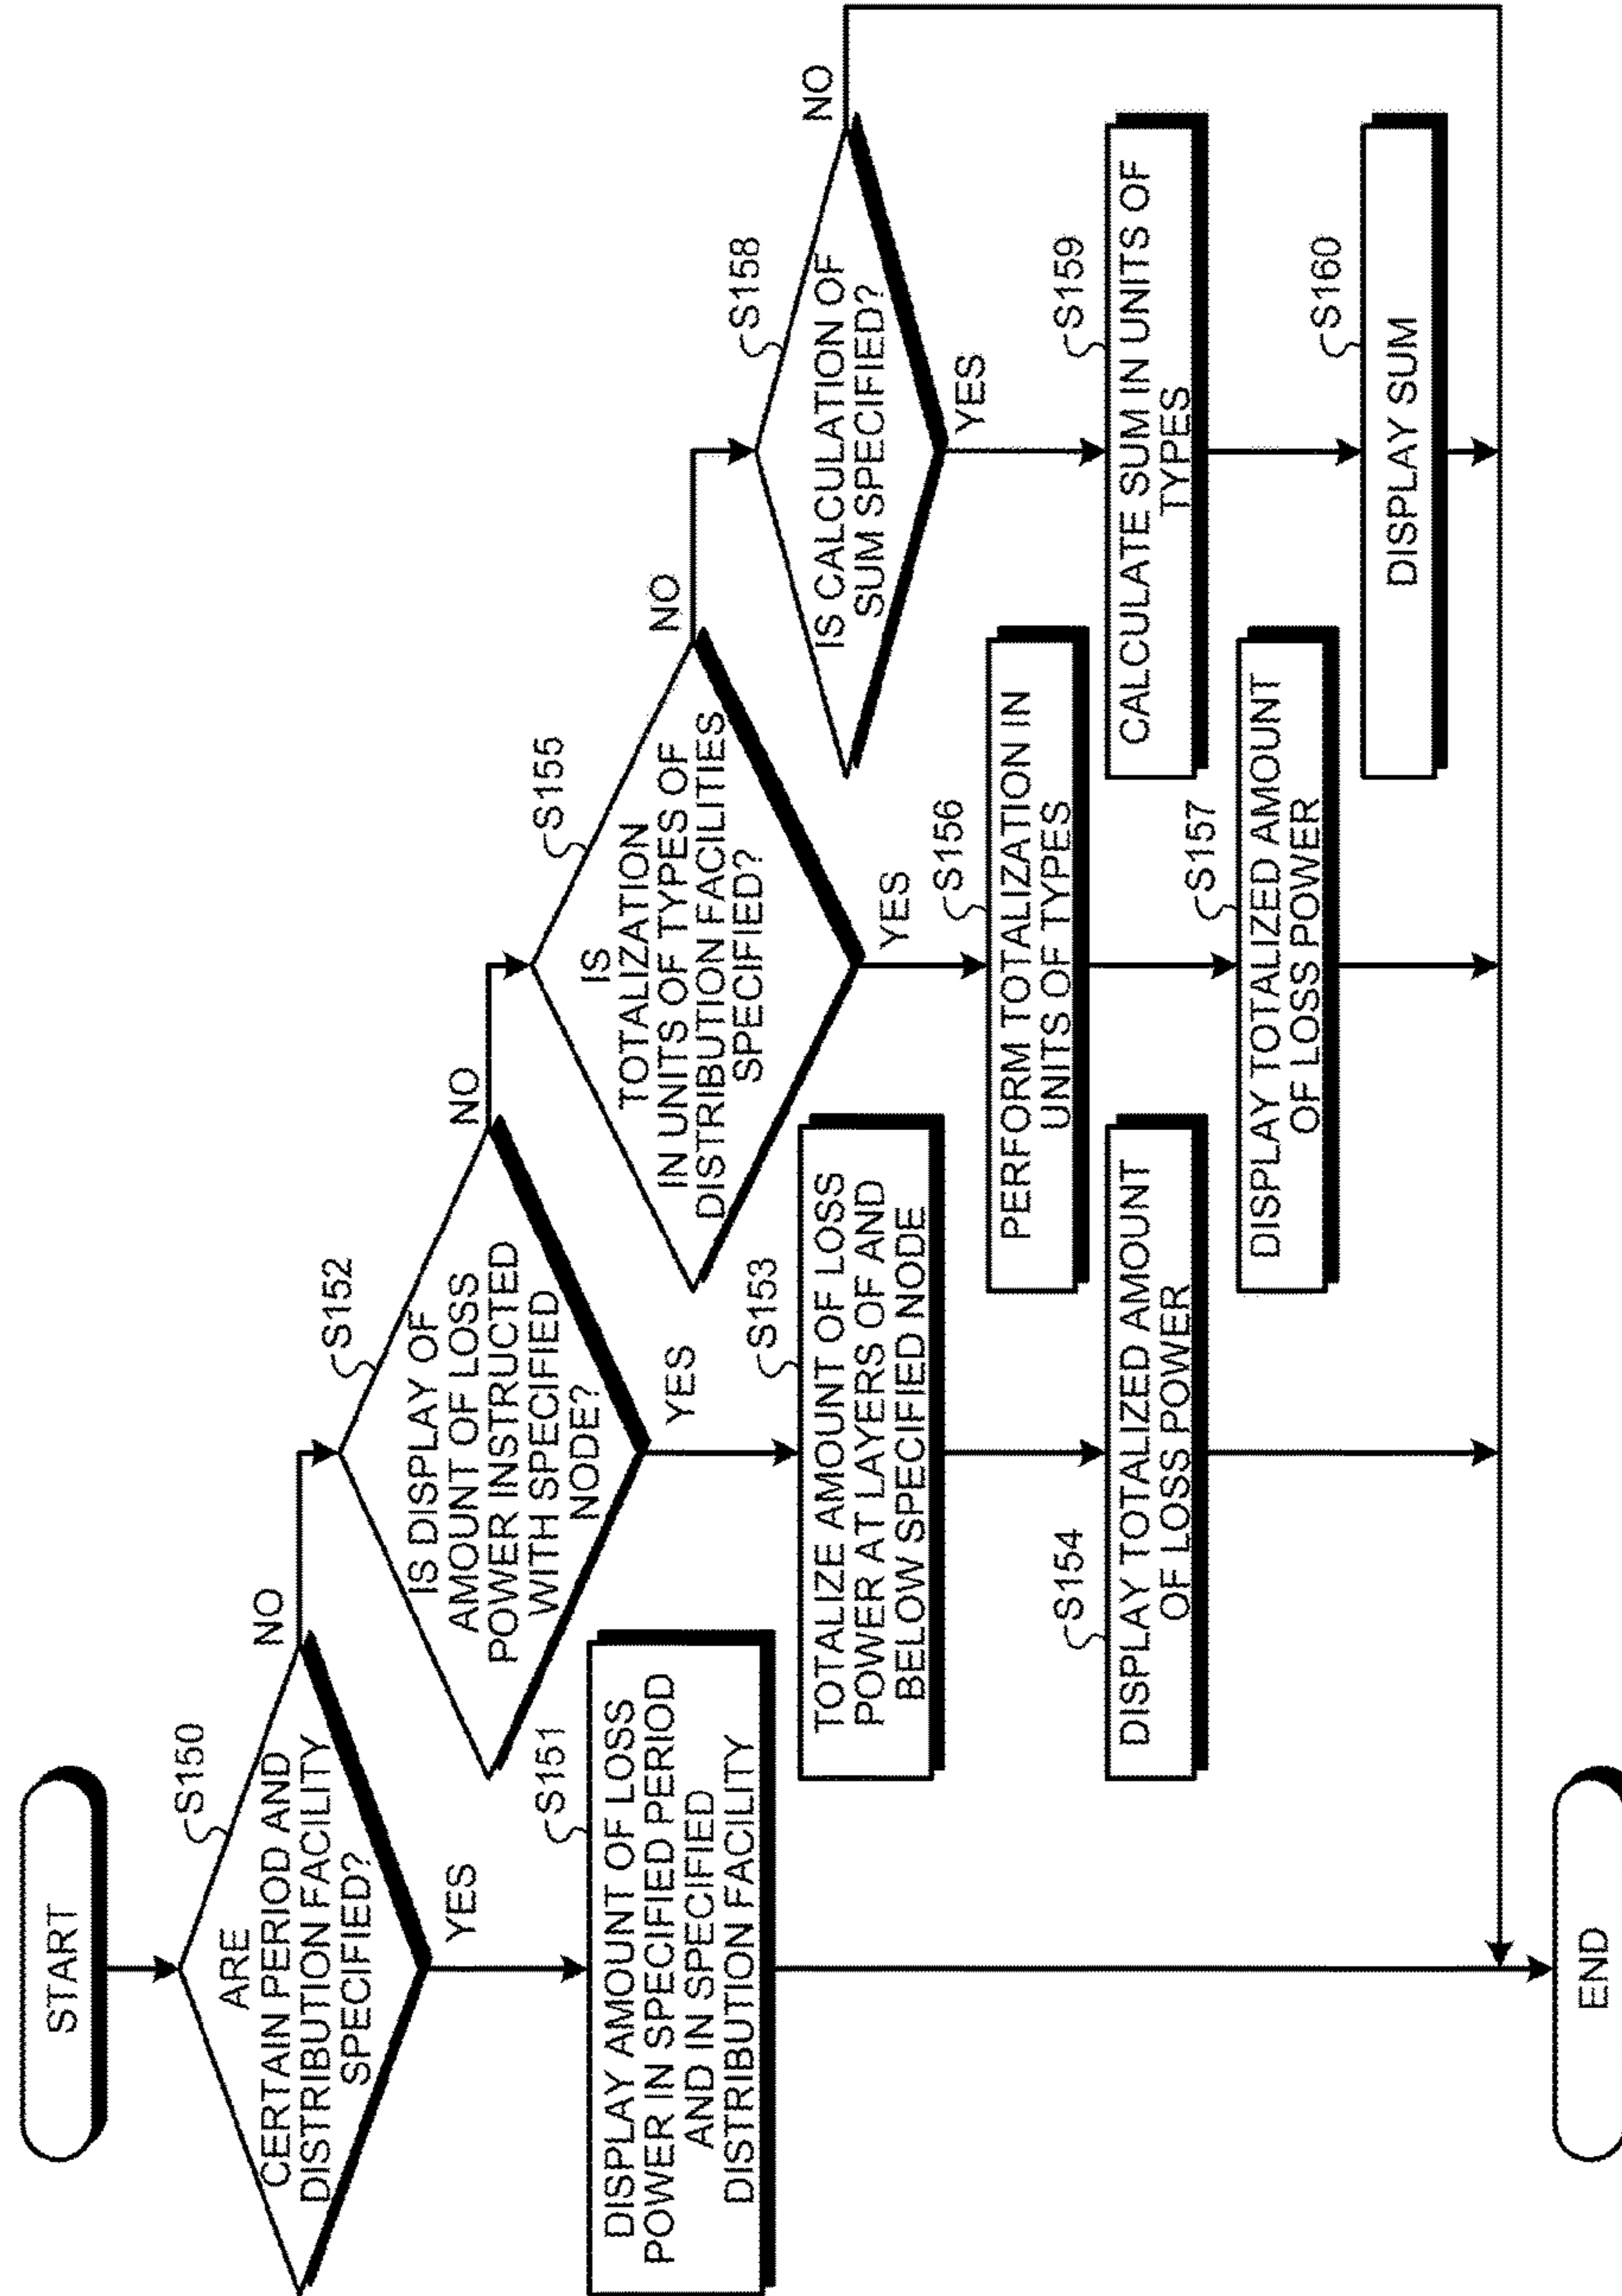 START
S150
ARE
CERTAIN PERIOD AND
DISTRIBUTION FACILITY
SPECIFIED?
NO
YES
S151
DISPLAY AMOUNT OF LOSS
POWER IN SPECIFIED PERIOD
AND IN SPECIFIED
DISTRIBUTION FACILITY
S152
IS DISPLAY OF
AMOUNT OF LOSS
POWER INSTRUCTED
WITH SPECIFIED
NODE?
NO
YES
S153
TOTALIZE AMOUNT OF LOSS
POWER AT LAYERS OF AND
BELOW SPECIFIED NODE
S154
DISPLAY TOTALIZED AMOUNT
OF LOSS POWER
S155
IS
TOTALIZATION
IN UNITS OF TYPES OF
DISTRIBUTION FACILITIES
SPECIFIED?
NO
YES
S156
PERFORM TOTALIZATION IN
UNITS OF TYPES
S157
DISPLAY TOTALIZED AMOUNT
OF LOSS POWER
S158
IS CALCULATION OF
SUM SPECIFIED?
NO
YES
S159
CALCULATE SUM IN UNITS OF
TYPES
S160
DISPLAY SUM
END